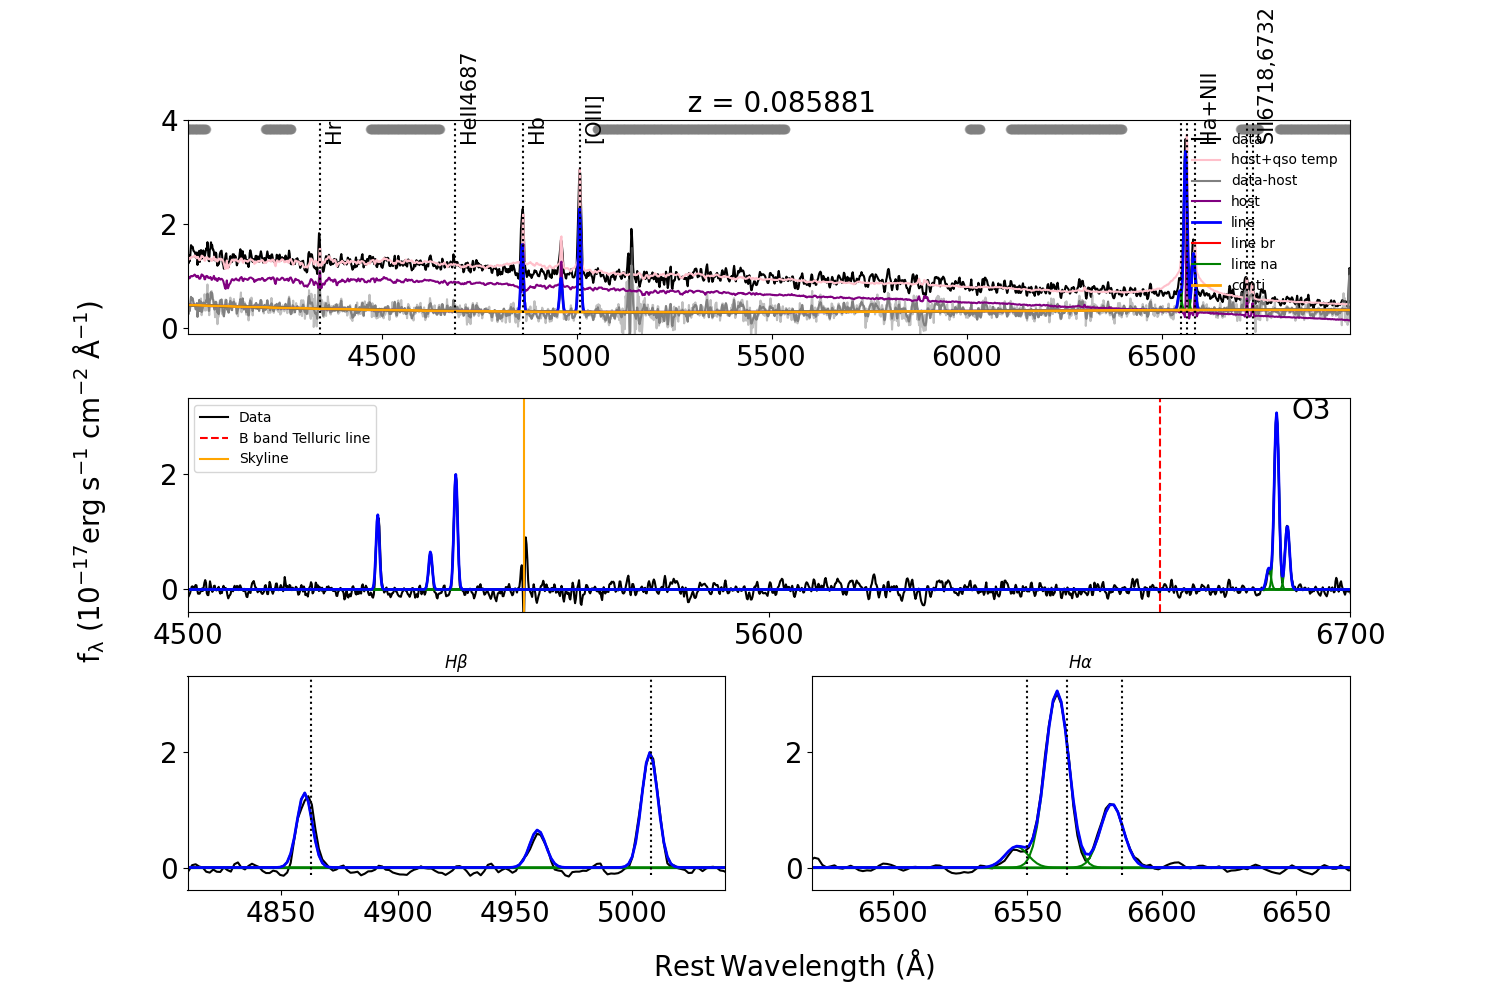 z = 0.085881
Hr
HeII4687
Hb
[OIII]
Ha+NII
SII6718,6732
4
2
0
data
host+qso temp
data-host
host
line
line br
line na
conti
4500 5000 5500 6000 6500
fλ (10⁻¹⁷erg s⁻¹ cm⁻² Å⁻¹)
Data
B band Telluric line
Skyline
O3
2
0
4500 5600 6700
Hβ
2
0
4850 4900 4950 5000
Hα
2
0
6500 6550 6600 6650
Rest Wavelength (Å)